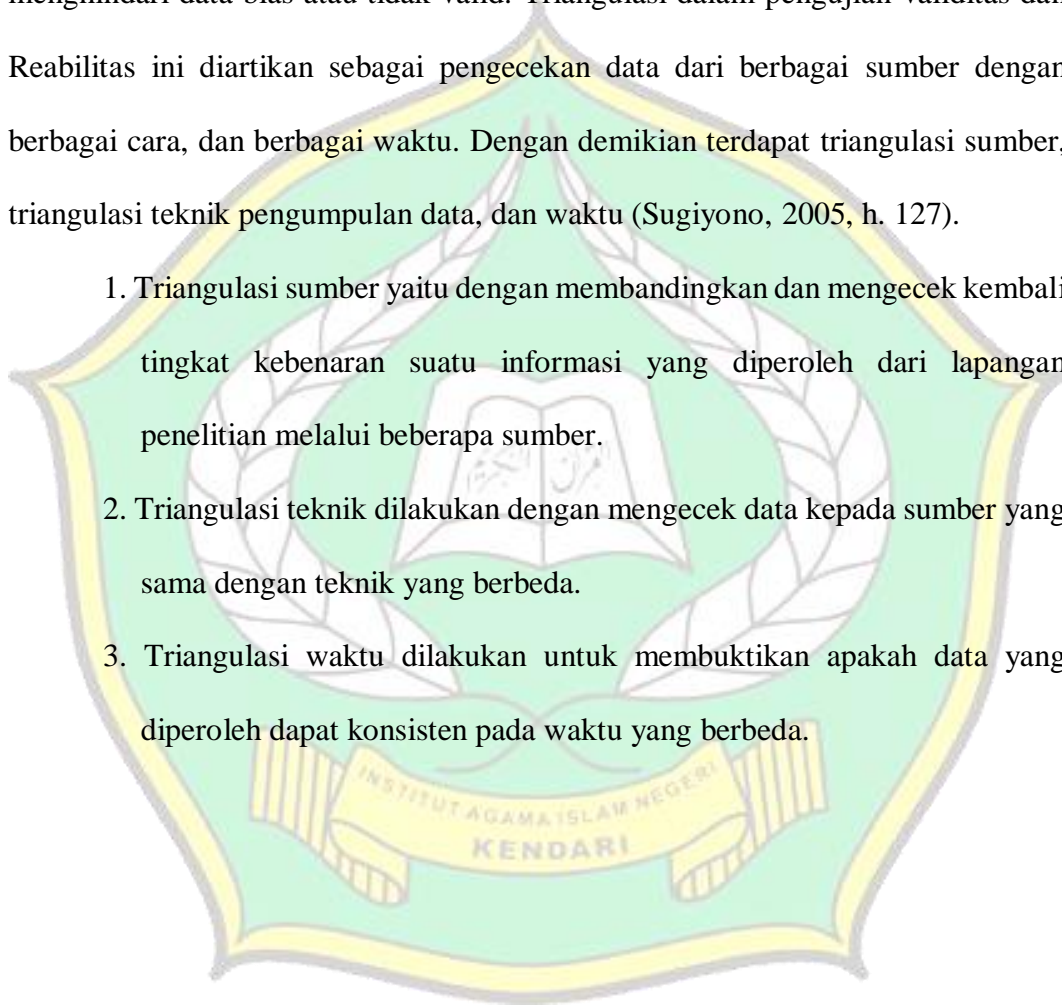 menghindari data bias atau tidak valid. Triangulasi dalam pengujian validitas dan
Reabilitas ini diartikan sebagai pengecekan data dari berbagai sumber dengan
berbagai cara, dan berbagai waktu. Dengan demikian terdapat triangulasi sumber,
triangulasi teknik pengumpulan data, dan waktu (Sugiyono, 2005, h. 127).
1. Triangulasi sumber yaitu dengan membandingkan dan mengecek kembali
tingkat kebenaran suatu informasi yang diperoleh dari lapangan
penelitian melalui beberapa sumber.
2. Triangulasi teknik dilakukan dengan mengecek data kepada sumber yang
sama dengan teknik yang berbeda.
3. Triangulasi waktu dilakukan untuk membuktikan apakah data yang
diperoleh dapat konsisten pada waktu yang berbeda.
INSTITUT AGAMA ISLAM NEGERI
KENDARI